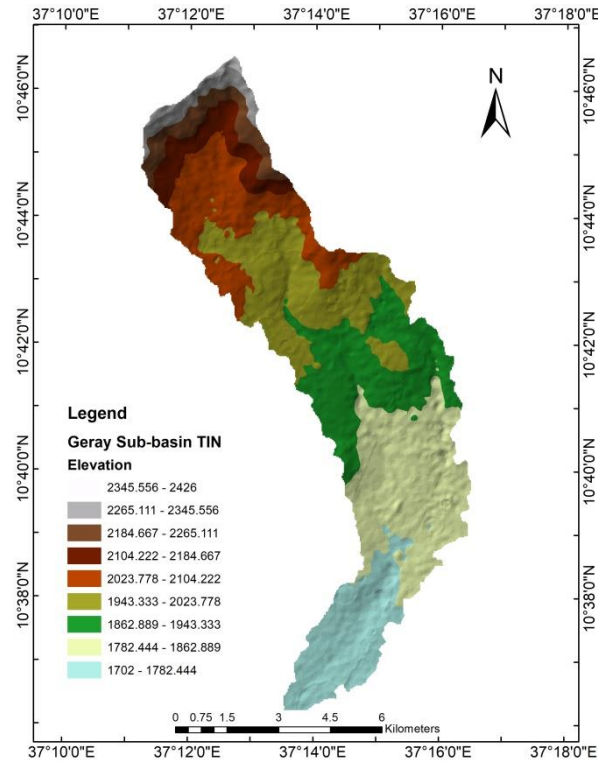 37°10'0"E 37°12'0"E 37°14'0"E 37°16'0"E 37°18'0"E
10°46'0"N 10°46'0"N
N
10°44'0"N 10°44'0"N
10°42'0"N 10°42'0"N
Legend
Geray Sub-basin TIN
Elevation
2345.556 - 2426
2265.111 - 2345.556
2184.667 - 2265.111
2104.222 - 2184.667
2023.778 - 2104.222
1943.333 - 2023.778
1862.889 - 1943.333
1782.444 - 1862.889
1702 - 1782.444
10°40'0"N 10°40'0"N
10°38'0"N 10°38'0"N
0 0.75 1.5 3 4.5 6
Kilometers
37°10'0"E 37°12'0"E 37°14'0"E 37°16'0"E 37°18'0"E